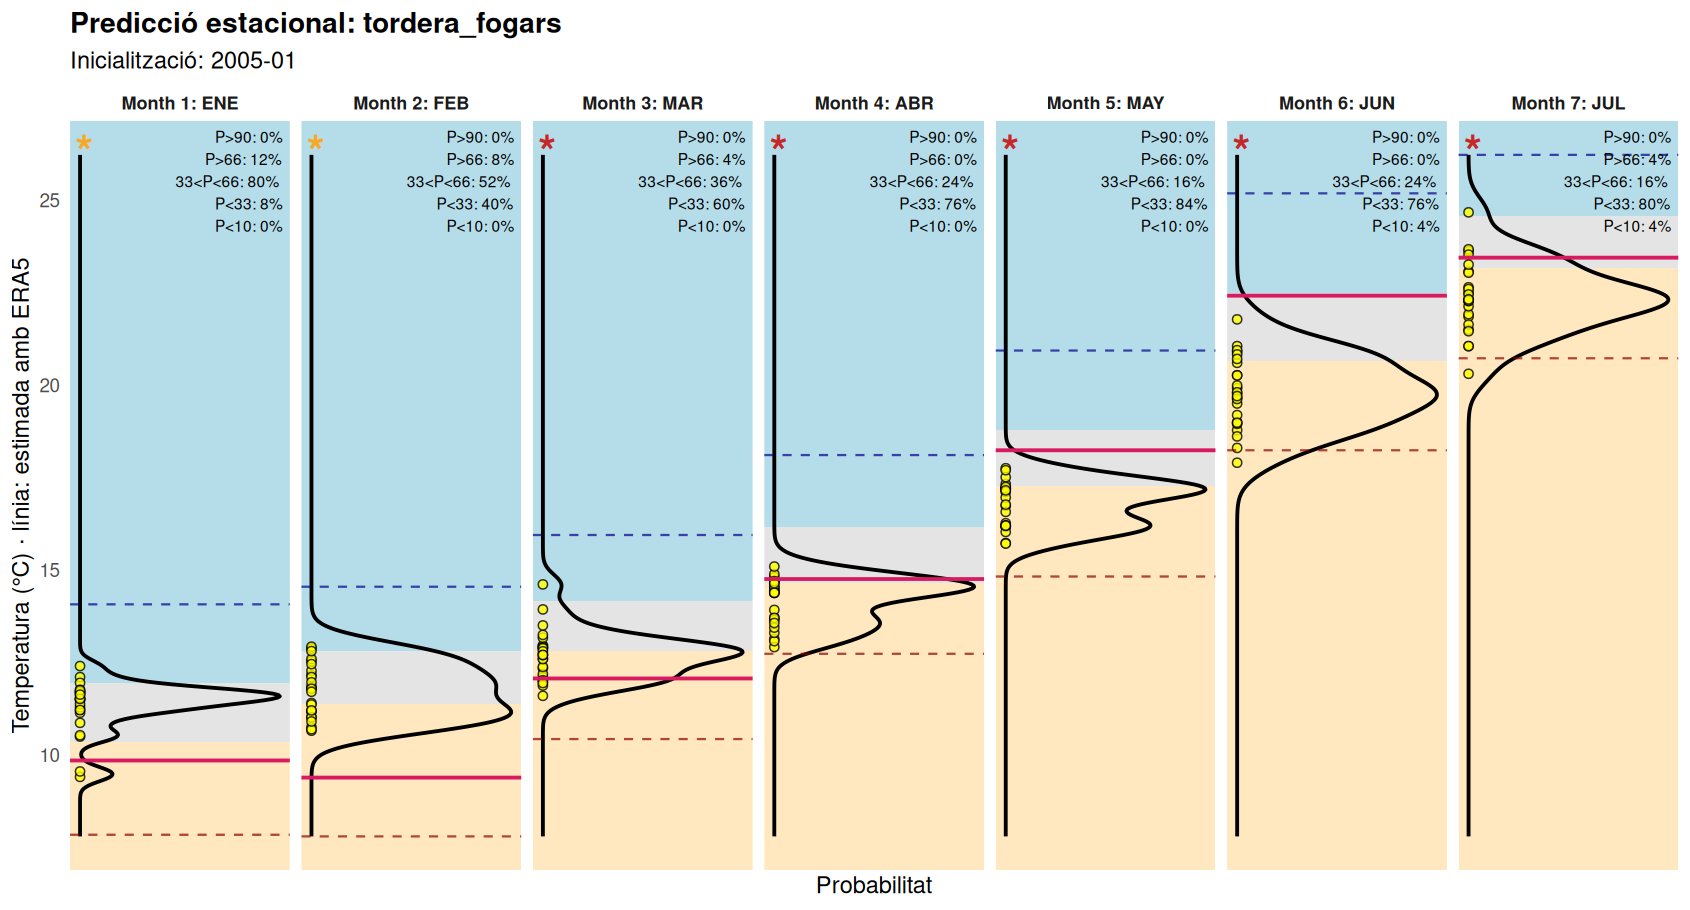 Predicció estacional: tordera_fogars
Inicialització: 2005-01
Month 1: ENE
Month 2: FEB
Month 3: MAR
Month 4: ABR
Month 5: MAY
Month 6: JUN
Month 7: JUL
*
P>90: 0%
P>66: 12%
33<P<66: 80%
P<33: 8%
P<10: 0%
*
P>90: 0%
P>66: 8%
33<P<66: 52%
P<33: 40%
P<10: 0%
*
P>90: 0%
P>66: 4%
33<P<66: 36%
P<33: 60%
P<10: 0%
*
P>90: 0%
P>66: 0%
33<P<66: 24%
P<33: 76%
P<10: 0%
*
P>90: 0%
P>66: 0%
33<P<66: 16%
P<33: 84%
P<10: 0%
*
P>90: 0%
P>66: 0%
33<P<66: 24%
P<33: 76%
P<10: 4%
*
P>90: 0%
P>66: 4%
33<P<66: 16%
P<33: 80%
P<10: 4%
25
20
15
10
Temperatura (°C) · línia: estimada amb ERA5
Probabilitat